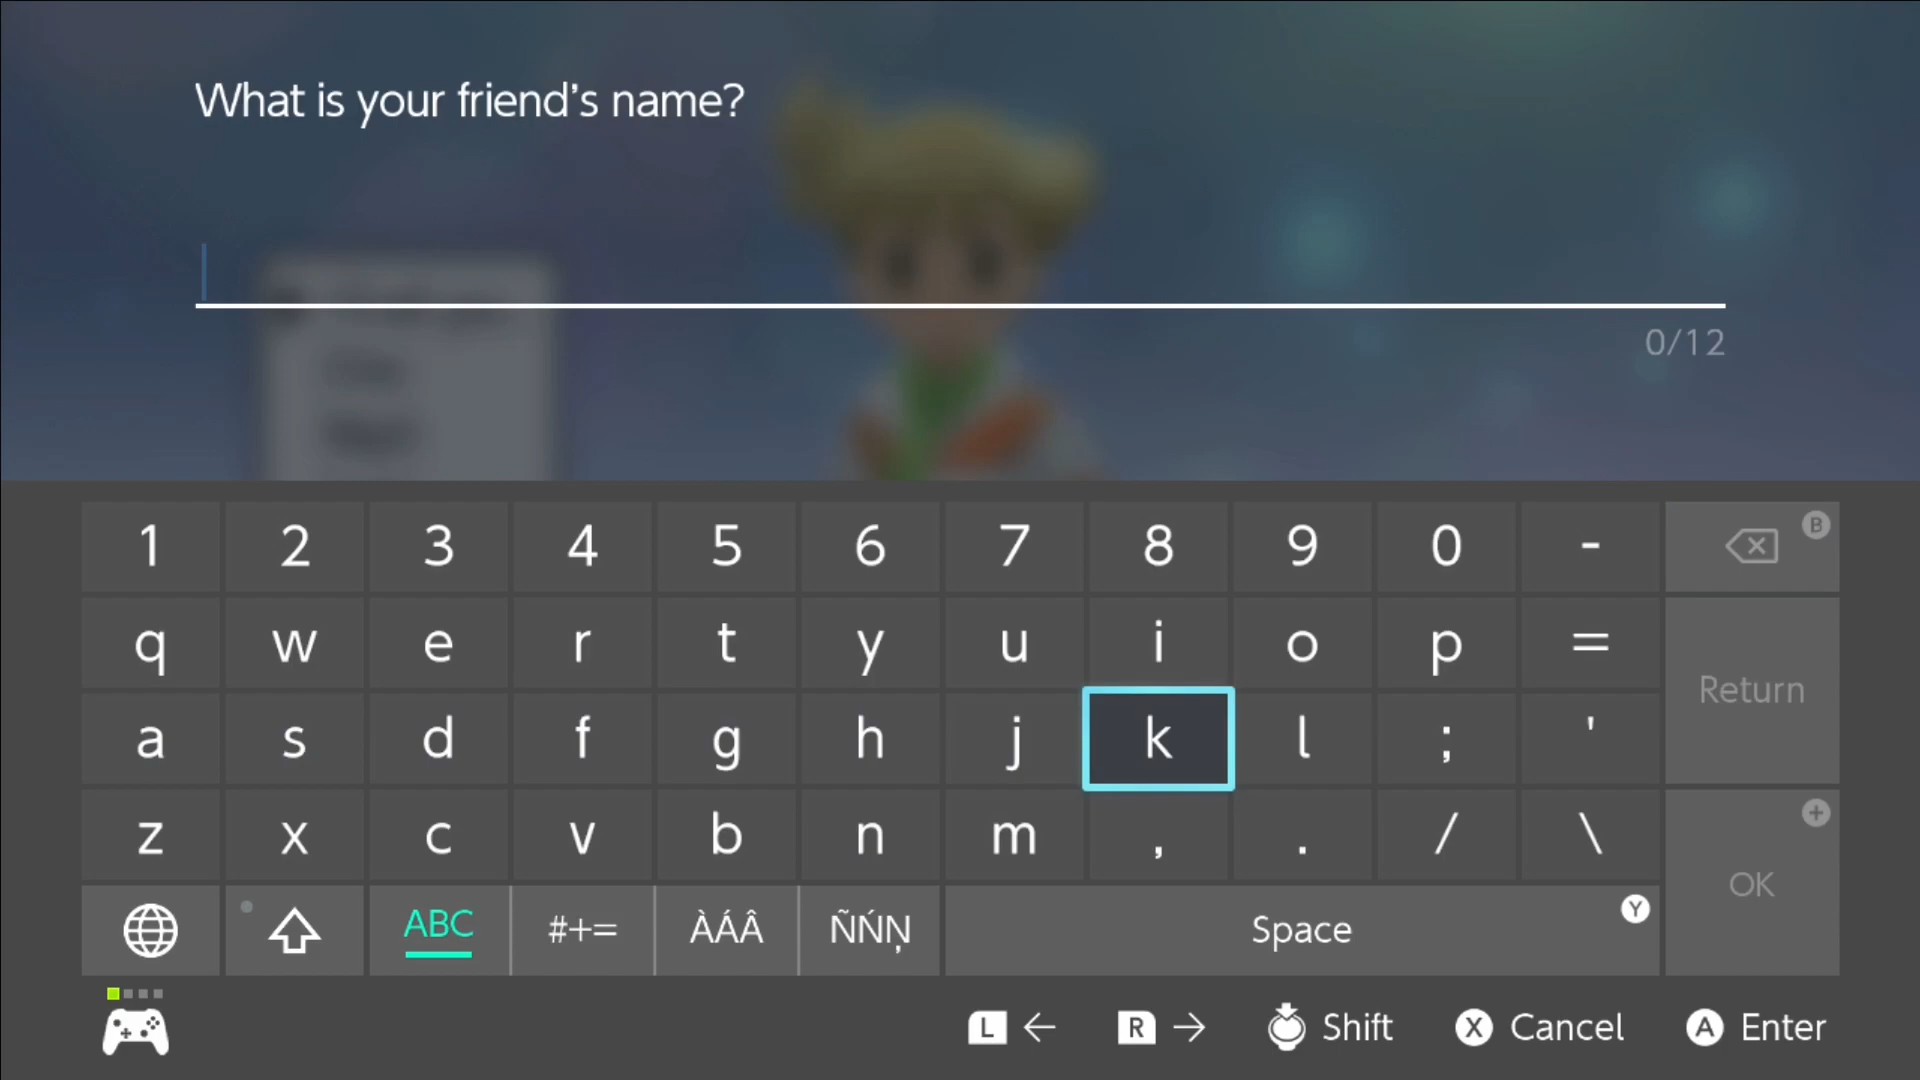 What is your friend's name?
0/12
1 2 3 4 5 6 7 8 9 0 - B
q w e r t y u i o p =
Return
a s d f g h j k l ; '
z x c v b n m , . / \
OK
ABC #+= ÀÁÂ ÑŃŅ Space Y
L ← R → Shift X Cancel A Enter